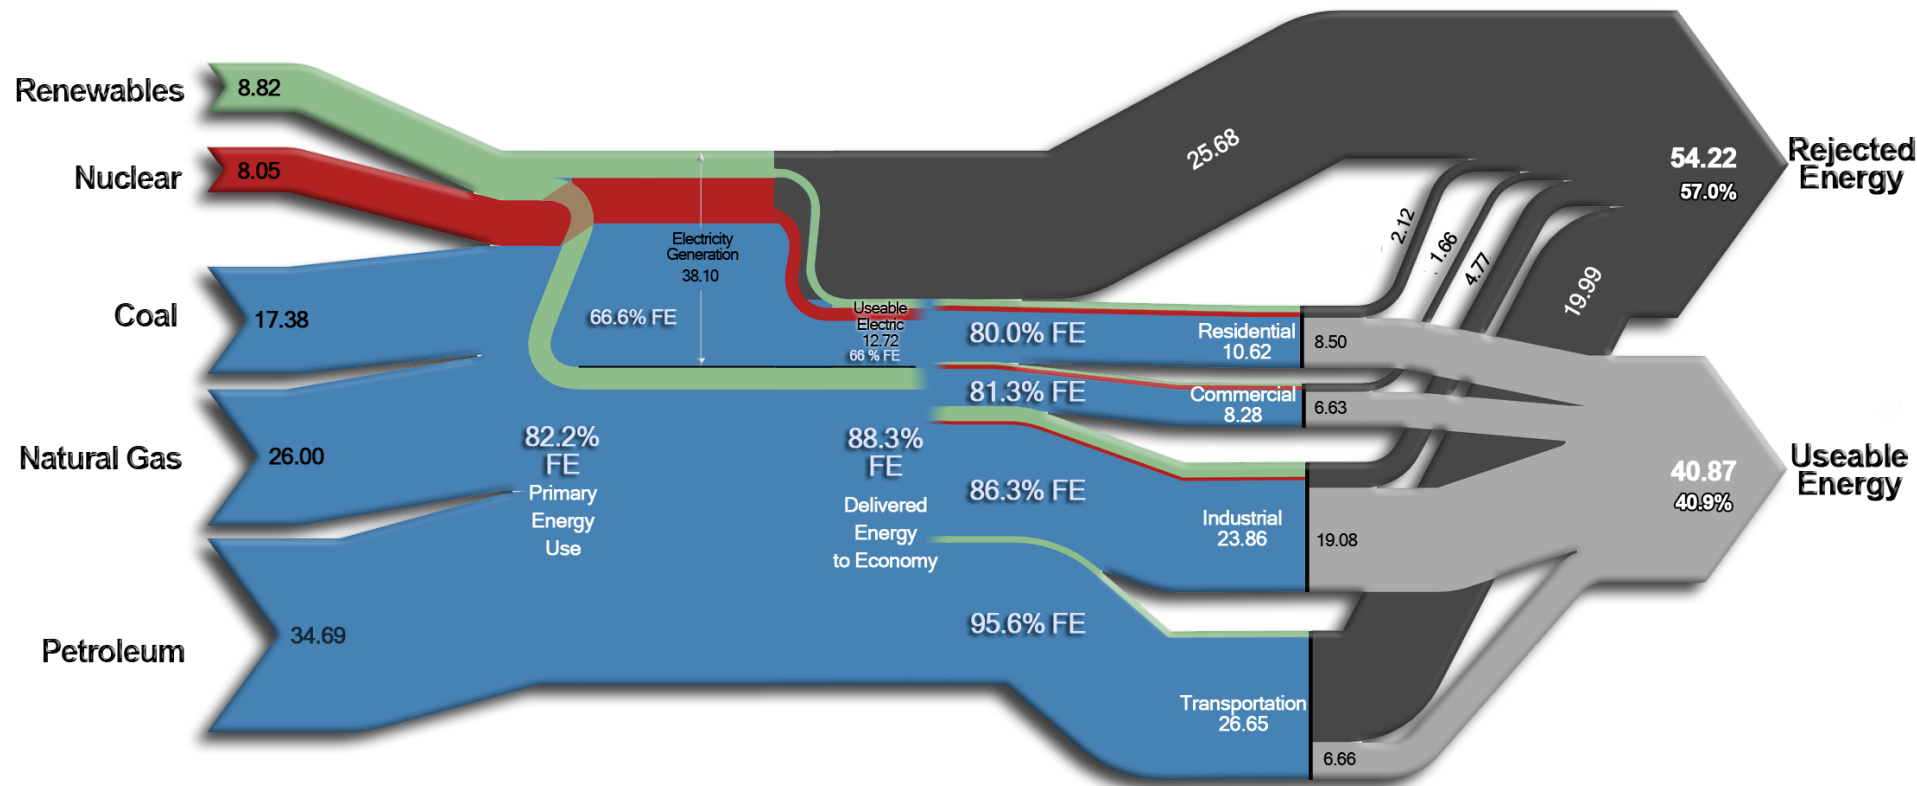 Renewables
8.82
Nuclear
8.05
Coal
17.38
Natural Gas
26.00
Petroleum
34.69
Electricity
Generation
38.10
66.6% FE
82.2%
FE
Primary
Energy
Use
Useable
Electric
12.72
66 % FE
88.3%
FE
Delivered
Energy
to Economy
80.0% FE
81.3% FE
86.3% FE
95.6% FE
Residential
10.62
Commercial
8.28
Industrial
23.86
Transportation
26.65
8.50
6.63
19.08
6.66
25.68
2.12
1.66
4.77
19.99
54.22
57.0%
Rejected
Energy
40.87
40.9%
Useable
Energy